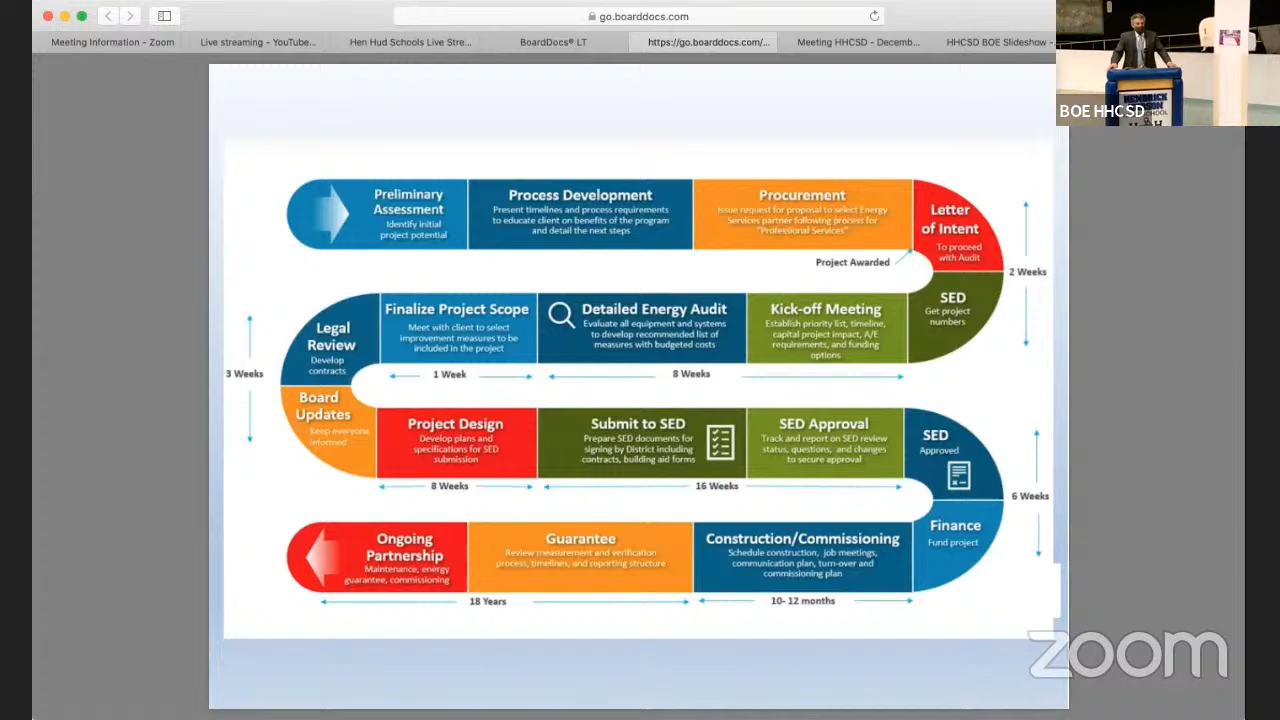 go.boarddocs.com
Meeting Information - Zoom
Live streaming - YouTube...
Hen Hud Schools Live Stre...
BoardDocs® LT
https://go.boarddocs.com/...
Meeting HHCSD — Decemb...
HHCSD BOE Slideshow -
HENDRICK
BOE HHCSD
Preliminary
Assessment
Identify initial
project potential
Process Development
Present timelines and process requirements
to educate client on benefits of the program
and detail the next steps
Procurement
Issue request for proposal to select Energy
Services partner following process for
"Professional Services"
Project Awarded
Letter
of Intent
To proceed
with Audit
2 Weeks
SED
Get project
numbers
Kick-off Meeting
Establish priority list, timeline,
capital project impact, A/E
requirements, and funding
options
Detailed Energy Audit
Evaluate all equipment and systems
to develop recommended list of
measures with budgeted costs
8 Weeks
Finalize Project Scope
Meet with client to select
improvement measures to be
included in the project
1 Week
Legal
Review
Develop
contracts
3 Weeks
Board
Updates
Keep everyone
informed
Project Design
Develop plans and
specifications for SED
submission
8 Weeks
Submit to SED
Prepare SED documents for
signing by District including
contracts, building aid forms
16 Weeks
SED Approval
Track and report on SED review
status, questions, and changes
to secure approval
SED
Approved
6 Weeks
Finance
Fund project
Construction/Commissioning
Schedule construction, job meetings,
communication plan, turn-over and
commissioning plan
10- 12 months
Guarantee
Review measurement and verification
process, timelines, and reporting structure
Ongoing
Partnership
Maintenance, energy
guarantee, commissioning
18 Years
zoom